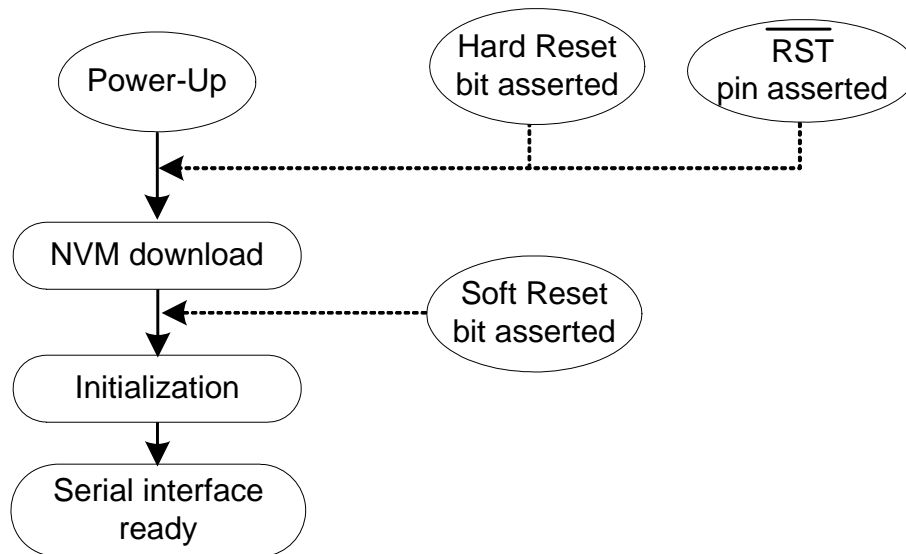 Power-Up
Hard Reset
bit asserted
RST
pin asserted
NVM download
Soft Reset
bit asserted
Initialization
Serial interface
ready